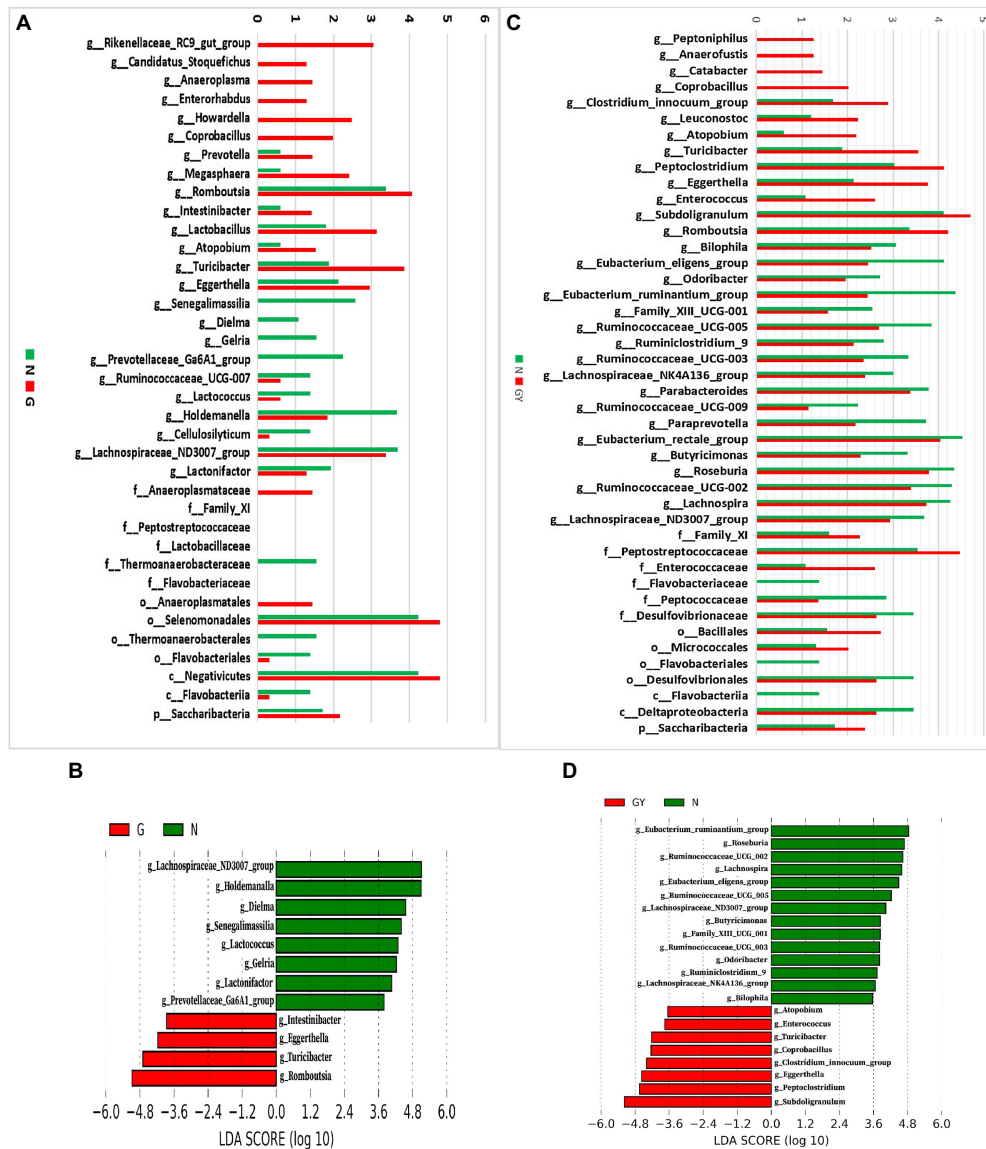 A
0 1 2 3 4 5 6
g__Rikenellaceae_RC9_gut_group
g__Candidatus_Stoquefichus
g__Anaeroplasma
g__Enterorhabdus
g__Howardella
g__Coprobacillus
g__Prevotella
g__Megasphaera
g__Romboutsia
g__Intestinibacter
g__Lactobacillus
g__Atopobium
g__Turicibacter
g__Eggerthella
g__Senegalimassilia
g__Dielma
g__Gelria
g__Prevotellaceae_Ga6A1_group
g__Ruminococcaceae_UCG-007
g__Lactococcus
g__Holdemanella
g__Cellulosilyticum
g__Lachnospiraceae_ND3007_group
g__Lactonifactor
f__Anaeroplasmataceae
f__Family_XI
f__Peptostreptococcaceae
f__Lactobacillaceae
f__Thermoanaerobacteraceae
f__Flavobacteriaceae
o__Anaeroplasmatales
o__Selenomonadales
o__Thermoanaerobacterales
o__Flavobacteriales
c__Negativicutes
c__Flavobacteriia
p__Saccharibacteria
N G
C
0 1 2 3 4 5
g__Peptoniphilus
g__Anaerofustis
g__Catabacter
g__Coprobacillus
g__Clostridium_innocuum_group
g__Leuconostoc
g__Atopobium
g__Turicibacter
g__Peptoclostridium
g__Eggerthella
g__Enterococcus
g__Subdoligranulum
g__Romboutsia
g__Bilophila
g__Eubacterium_eligens_group
g__Odoribacter
g__Eubacterium_ruminantium_group
g__Family_XIII_UCG-001
g__Ruminococcaceae_UCG-005
g__Ruminiclostridium_9
g__Ruminococcaceae_UCG-003
g__Lachnospiraceae_NK4A136_group
g__Parabacteroides
g__Ruminococcaceae_UCG-009
g__Paraprevotella
g__Eubacterium_rectale_group
g__Butyricimonas
g__Roseburia
g__Ruminococcaceae_UCG-002
g__Lachnospira
g__Lachnospiraceae_ND3007_group
f__Family_XI
f__Peptostreptococcaceae
f__Enterococcaceae
f__Flavobacteriaceae
f__Peptococcaceae
f__Desulfovibrionaceae
o__Bacillales
o__Micrococcales
o__Flavobacteriales
o__Desulfovibrionales
c__Flavobacteriia
c__Deltaproteobacteria
p__Saccharibacteria
N GY
B
G N
g_Lachnospiraceae_ND3007_group
g_Holdemanalla
g_Dielma
g_Senegalimassilia
g_Lactococcus
g_Gelria
g_Lactonifactor
g_Prevotellaceae_Ga6A1_group
g_Intestinibacter
g_Eggerthella
g_Turicibacter
g_Romboutsia
−6.0 −4.8 −3.6 −2.4 −1.2 0.0 1.2 2.4 3.6 4.8 6.0
LDA SCORE (log 10)
D
GY N
g_Eubacterium_ruminantium_group
g_Roseburia
g_Ruminococcaceae_UCG_002
g_Lachnospira
g_Eubacterium_eligens_group
g_Ruminococcaceae_UCG_005
g_Lachnospiraceae_ND3007_group
g_Butyricimonas
g_Family_XIII_UCG_001
g_Ruminococcaceae_UCG_003
g_Odoribacter
g_Ruminiclostridium_9
g_Lachnospiraceae_NK4A136_group
g_Bilophila
g_Atopobium
g_Enterococcus
g_Turicibacter
g_Coprobacillus
g_Clostridium_innocuum_group
g_Eggerthella
g_Peptoclostridium
g_Subdoligranulum
−6.0 −4.8 −3.6 −2.4 −1.2 0.0 1.2 2.4 3.6 4.8 6.0
LDA SCORE (log 10)